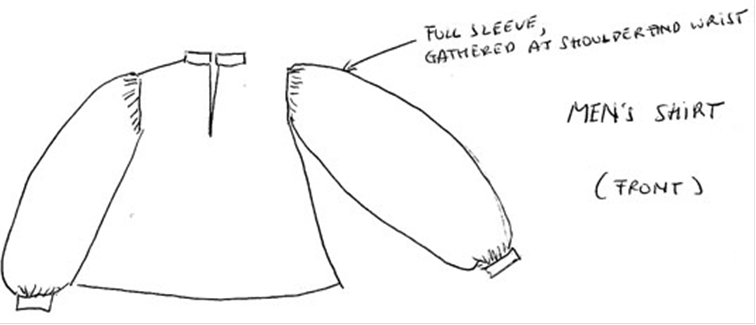 FULL SLEEVE,
GATHERED AT SHOULDER AND WRIST
MEN'S SHIRT
(FRONT)